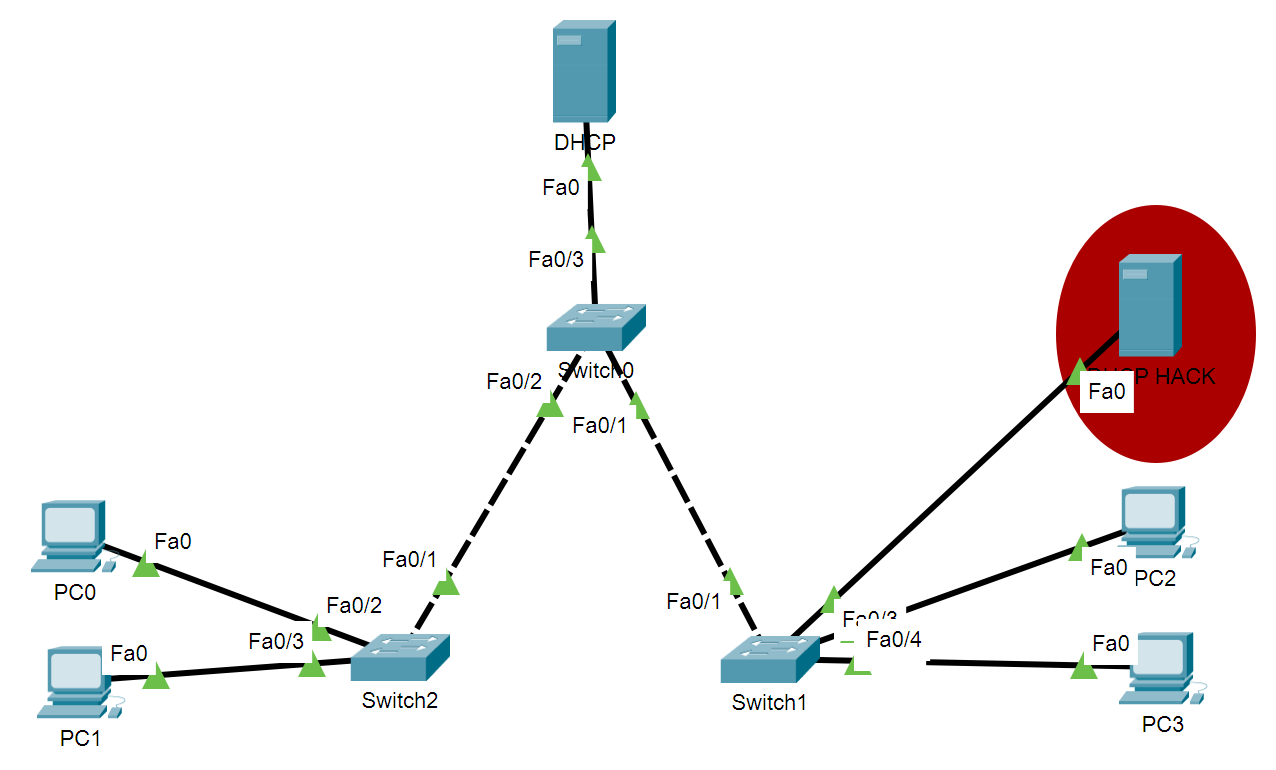 DHCP
Fa0
Fa0/3
Switch0
Fa0/2
Fa0/1
HACK
Fa0
Fa0
PC0
Fa0/2
Fa0/1
Fa0/3
Fa0
PC1
Switch2
Fa0/1
Fa0/4
Switch1
Fa0
PC2
Fa0
PC3